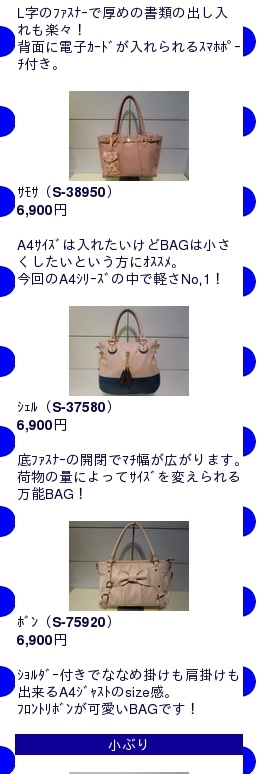 L字のﾌｧｽﾅｰで厚めの書類の出し入
れも楽々！
背面に電子ｶｰﾄﾞが入れられるｽﾏﾎﾎﾟｰ
ﾁ付き。
ｻﾓｻ（S-38950）
6,900円
A4ｻｲｽﾞは入れたいけどBAGは小さ
くしたいという方にｵｽｽﾒ。
今回のA4ｼﾘｰｽﾞの中で軽さNo,1！
ｼｪﾙ（S-37580）
6,900円
底ﾌｧｽﾅｰの開閉でﾏﾁ幅が広がります。
荷物の量によってｻｲｽﾞを変えられる
万能BAG！
ﾎﾞﾝ（S-75920）
6,900円
ｼｮﾙﾀﾞｰ付きでななめ掛けも肩掛けも
出来るA4ｼﾞｬｽﾄのsize感。
ﾌﾛﾝﾄﾘﾎﾞﾝが可愛いBAGです！
小ぶり